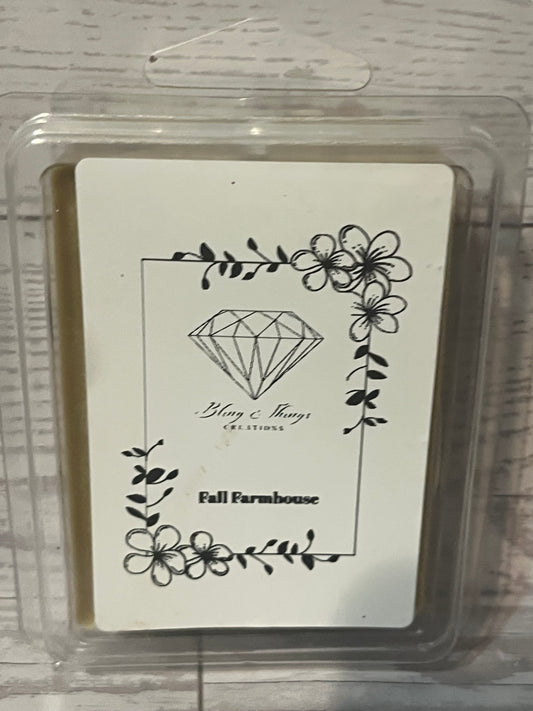 Bling & Things
CREATIONS
Fall Farmhouse